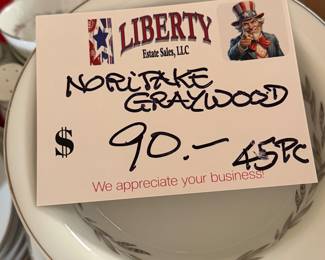 LIBERTY
Estate Sales, LLC
NORITAKE
GRAYWOOD
$ 90.- 45PC
We appreciate your business!